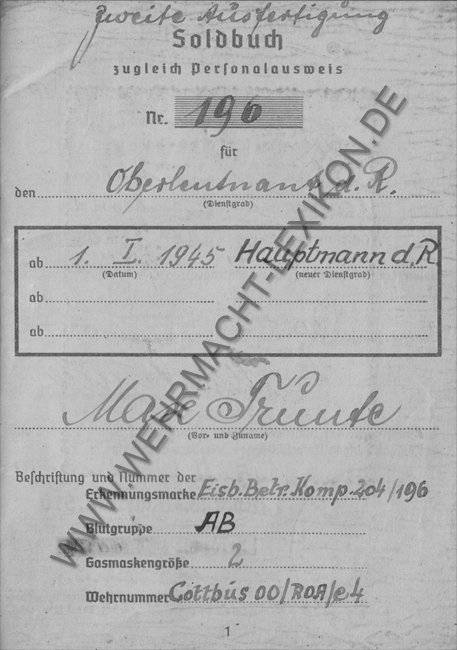 zweite Ausfertigung
Soldbuch
zugleich Personalausweis
Nr. 196
für
den Oberleutnant d. R.
(Dienstgrad)
ab 1. I. 1945 Hauptmann d. R.
(Datum) (neuer Dienstgrad)
ab
ab
Max
(Vor- und Zuname)
Beschriftung und Nummer der
Erkennungsmarke Eisb. Betr. Komp. 204/196
Blutgruppe AB
Gasmaskengröße 2
Wehrnummer Cottbus 00/ROA/e4
1
WWW.WEHRMACHT-LEXIKON.DE